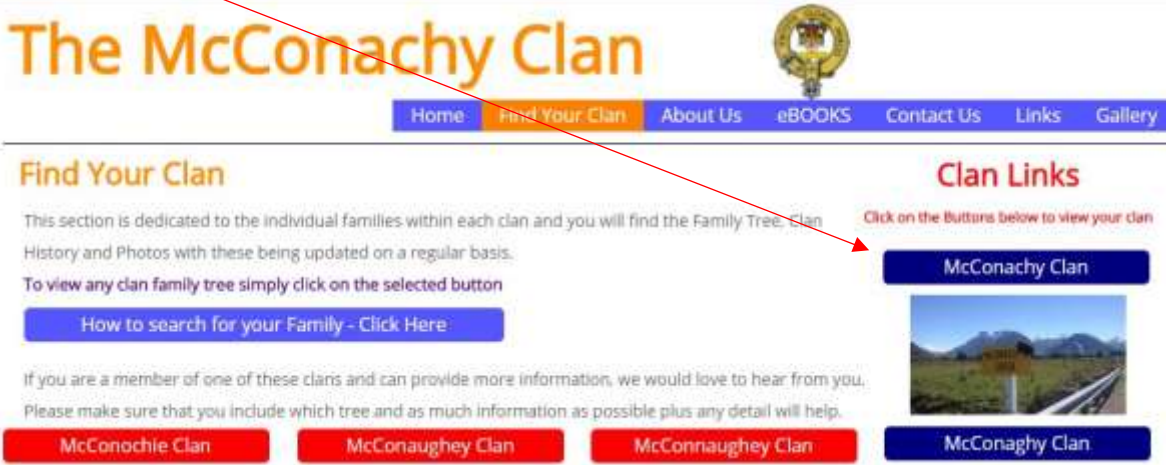 The McConachy Clan
Home Find Your Clan About Us eBOOKS Contact Us Links Gallery
Find Your Clan
This section is dedicated to the individual families within each clan and you will find the Family Tree, Clan
History and Photos with these being updated on a regular basis.
To view any clan family tree simply click on the selected button
How to search for your Family - Click Here
If you are a member of one of these clans and can provide more information, we would love to hear from you.
Please make sure that you include which tree and as much information as possible plus any detail will help.
McConochie Clan McConaughey Clan McConnaughey Clan
Clan Links
Click on the Buttons below to view your clan
McConachy Clan
McConaghy Clan